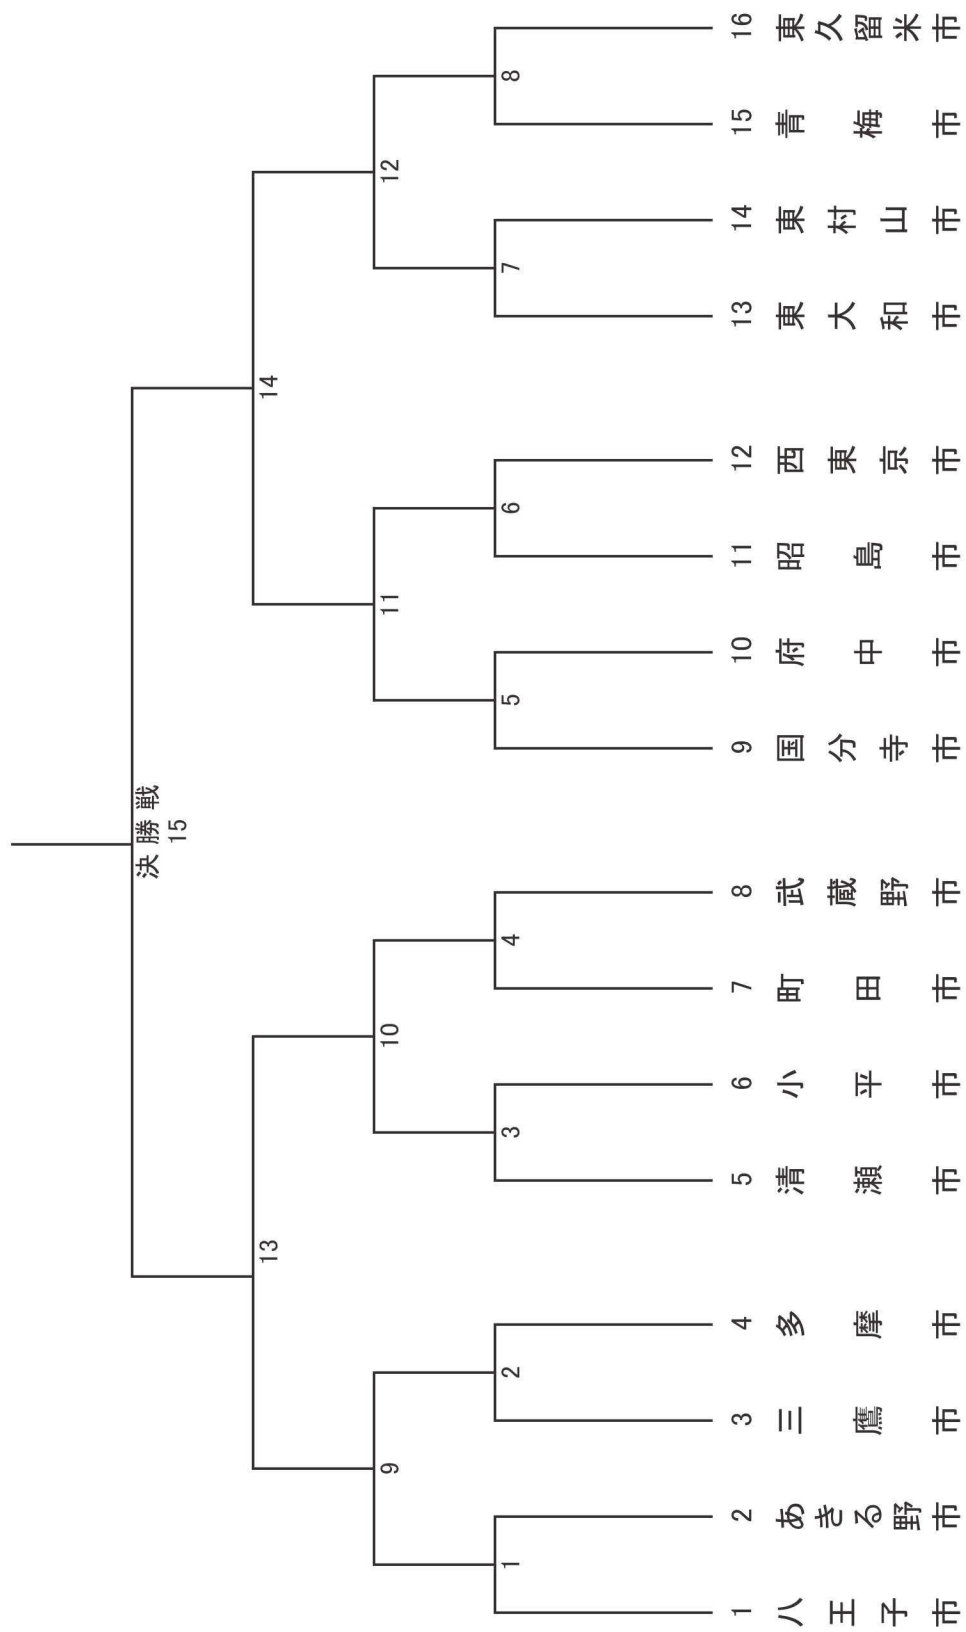 決勝戦
15
13
14
9
10
11
12
1
2
3
4
5
6
7
8
1 八王子市
2 あきる野市
3 三鷹市
4 多摩市
5 清瀬市
6 小平市
7 町田市
8 武蔵野市
9 国分寺市
10 府中市
11 昭島市
12 西東京市
13 東大和市
14 東村山市
15 青梅市
16 東久留米市